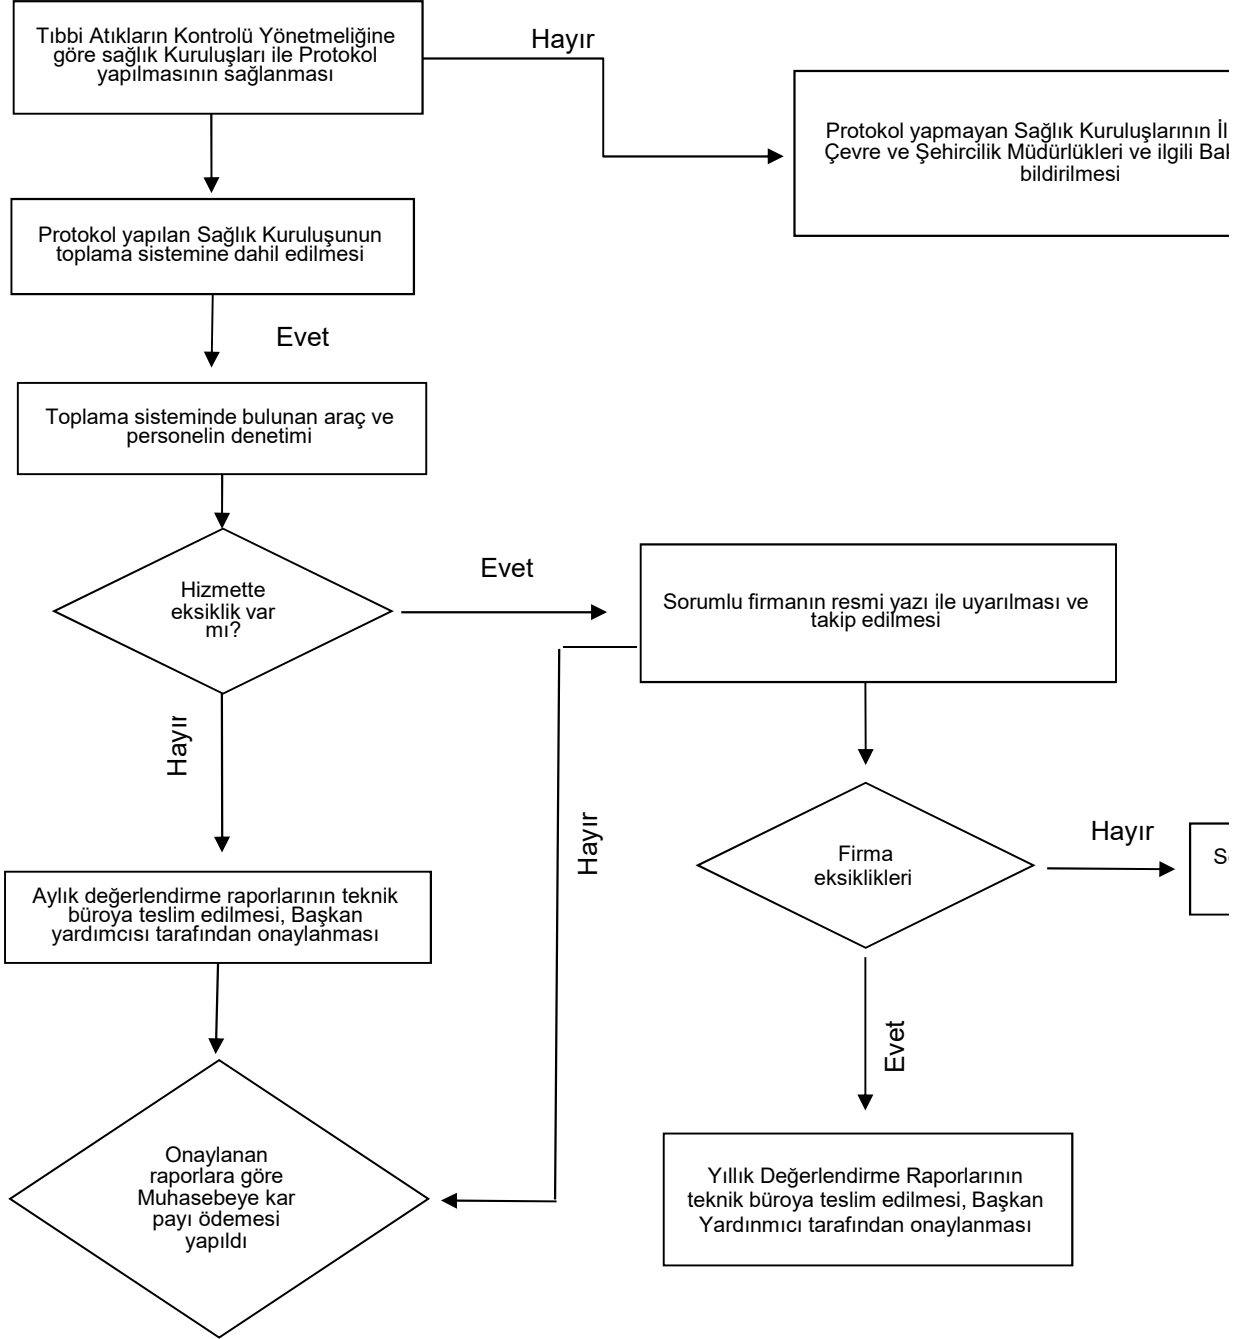 Tıbbi Atıkların Kontrolü Yönetmeliğine
göre sağlık Kuruluşları ile Protokol
yapılmasının sağlanması
Hayır
Protokol yapmayan Sağlık Kuruluşlarının İl
Çevre ve Şehircilik Müdürlükleri ve ilgili
bildirilmesi
Protokol yapılan Sağlık Kuruluşunun
toplama sistemine dahil edilmesi
Evet
Toplama sisteminde bulunan araç ve
personelin denetimi
Hizmette
eksiklik var
mı?
Evet
Sorumlu firmanın resmi yazı ile uyarılması ve
takip edilmesi
Hayır
Hayır
Firma
eksiklikleri
Hayır
Aylık değerlendirme raporlarının teknik
büroya teslim edilmesi, Başkan
yardımcısı tarafından onaylanması
Evet
Onaylanan
raporlara göre
Muhasebeye kar
payı ödemesi
yapıldı
Yıllık Değerlendirme Raporlarının
teknik büroya teslim edilmesi, Başkan
Yardınmıcı tarafından onaylanması